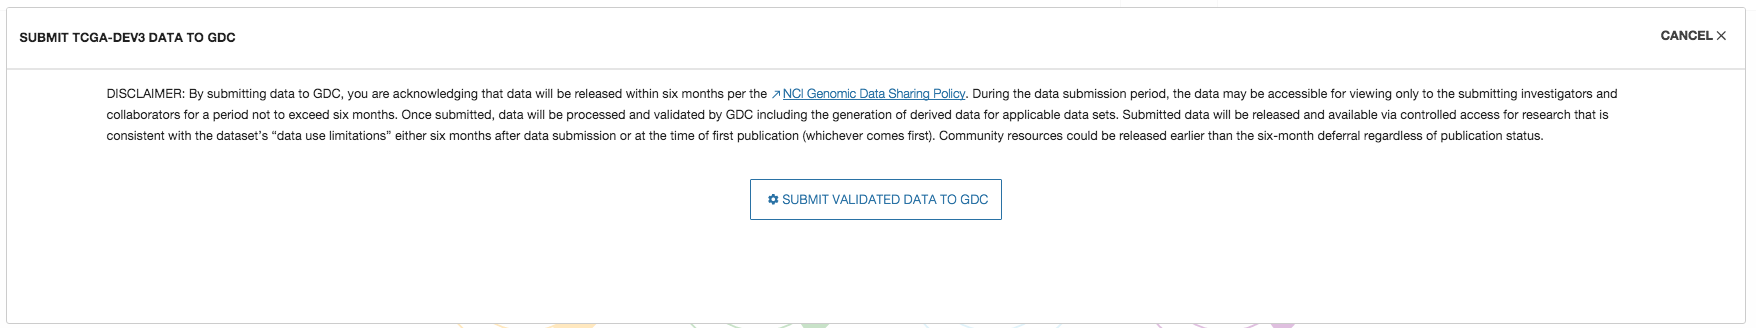 SUBMIT TCGA-DEV3 DATA TO GDC
CANCEL ×
DISCLAIMER: By submitting data to GDC, you are acknowledging that data will be released within six months per the NCI Genomic Data Sharing Policy. During the data submission period, the data may be accessible for viewing only to the submitting investigators and
collaborators for a period not to exceed six months. Once submitted, data will be processed and validated by GDC including the generation of derived data for applicable data sets. Submitted data will be released and available via controlled access for research that is
consistent with the dataset's “data use limitations” either six months after data submission or at the time of first publication (whichever comes first). Community resources could be released earlier than the six-month deferral regardless of publication status.
SUBMIT VALIDATED DATA TO GDC